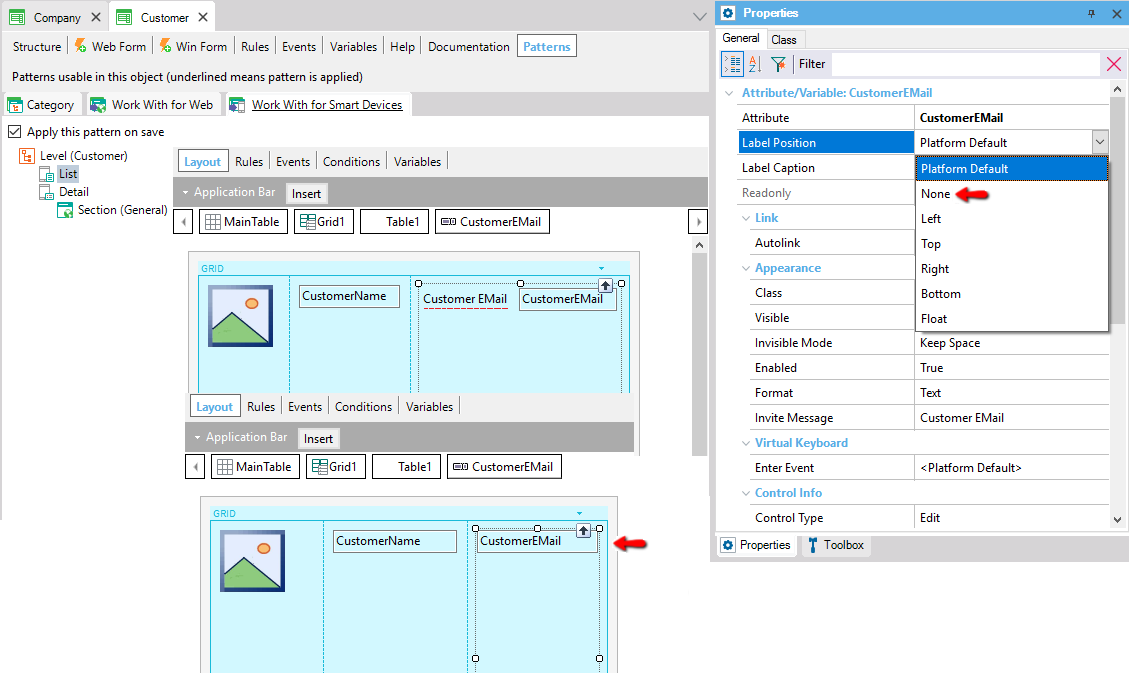 Company
Customer
Structure
Web Form
Win Form
Rules
Events
Variables
Help
Documentation
Patterns
Patterns usable in this object (underlined means pattern is applied)
Category
Work With for Web
Work With for Smart Devices
Apply this pattern on save
Level (Customer)
List
Detail
Section (General)
Layout
Rules
Events
Conditions
Variables
Application Bar
Insert
MainTable
Grid1
Table1
CustomerEMail
GRID
CustomerName
Customer EMail
CustomerEMail
Layout
Rules
Events
Conditions
Variables
Application Bar
Insert
MainTable
Grid1
Table1
CustomerEMail
GRID
CustomerName
CustomerEMail
Properties
General
Class
Filter
Attribute/Variable: CustomerEMail
Attribute
CustomerEMail
Label Position
Platform Default
Label Caption
Platform Default
Readonly
None
Link
Left
Autolink
Top
Appearance
Right
Class
Bottom
Visible
Float
Invisible Mode
Keep Space
Enabled
True
Format
Text
Invite Message
Customer EMail
Virtual Keyboard
Enter Event
<Platform Default>
Control Info
Control Type
Edit
Properties
Toolbox